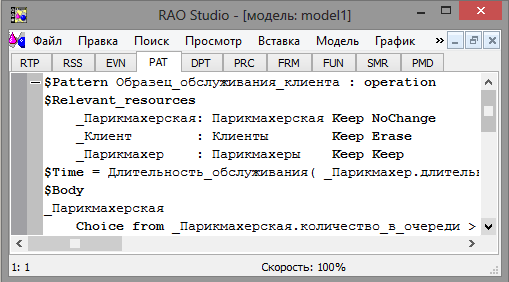 RAO Studio - [модель: model1]
Файл Правка Поиск Просмотр Вставка Модель График »
RTP RSS EVN PAT DPT PRC FRM FUN SMR PMD
$Pattern Образец_обслуживания_клиента : operation
$Relevant_resources
_Парикмахерская: Парикмахерская Keep NoChange
_Клиент : Клиенты Keep Erase
_Парикмахер : Парикмахеры Keep Keep
$Time = Длительность_обслуживания( _Парикмахер.длительн
$Body
_Парикмахерская
Choice from _Парикмахерская.количество_в_очереди >
1: 1 Скорость: 100%